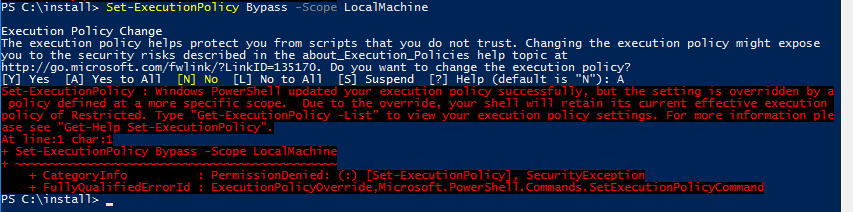 PS C:\install> Set-ExecutionPolicy Bypass -Scope LocalMachine
Execution Policy Change
The execution policy helps protect you from scripts that you do not trust. Changing the execution policy might expose
you to the security risks described in the about_Execution_Policies help topic at
http://go.microsoft.com/fwlink/?LinkID=135170. Do you want to change the execution policy?
[Y] Yes  [A] Yes to All  [N] No  [L] No to All  [S] Suspend  [?] Help (default is "N"): A
Set-ExecutionPolicy : Windows PowerShell updated your execution policy successfully, but the setting is overridden by a
 policy defined at a more specific scope.  Due to the override, your shell will retain its current effective execution
policy of Restricted. Type "Get-ExecutionPolicy -List" to view your execution policy settings. For more information ple
ase see "Get-Help Set-ExecutionPolicy".
At line:1 char:1
+ Set-ExecutionPolicy Bypass -Scope LocalMachine
+ ~~~~~~~~~~~~~~~~~~~~~~~~~~~~~~~~~~~~~~~~~~~~~~
    + CategoryInfo          : PermissionDenied: (:) [Set-ExecutionPolicy], SecurityException
    + FullyQualifiedErrorId : ExecutionPolicyOverride,Microsoft.PowerShell.Commands.SetExecutionPolicyCommand
PS C:\install> _